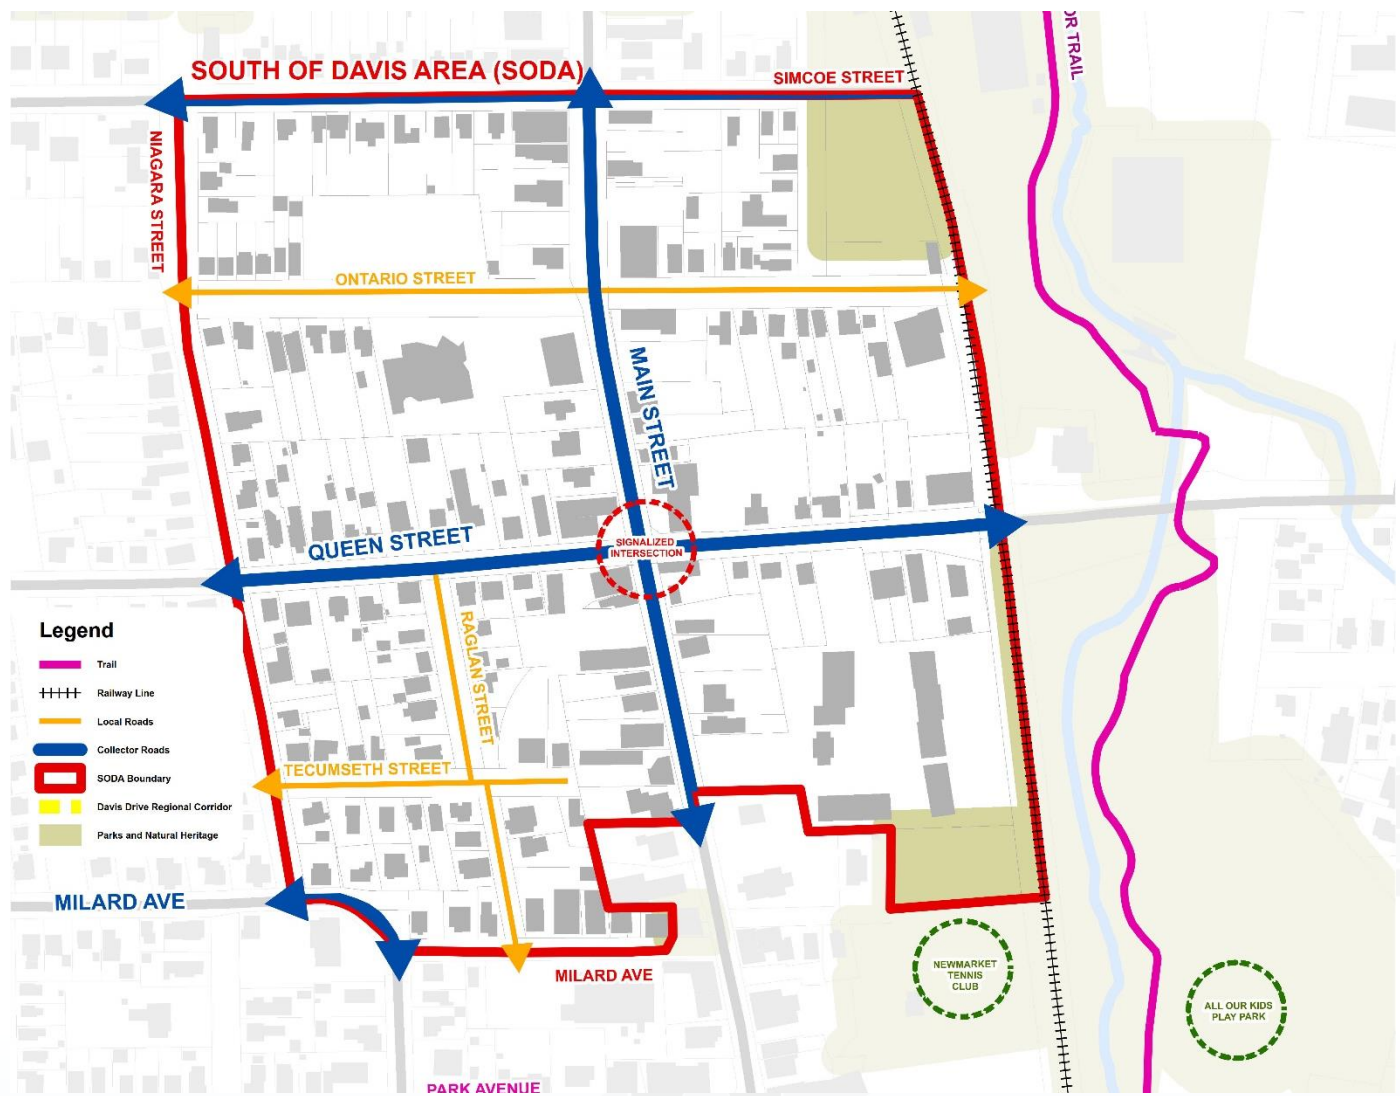 OR TRAIL
SOUTH OF DAVIS AREA (SODA)
SIMCOE STREET
NIAGARA STREET
ONTARIO STREET
MAIN STREET
QUEEN STREET
SIGNALIZED
INTERSECTION
RAGLAN STREET
Legend
Trail
Railway Line
Local Roads
Collector Roads
SODA Boundary
Davis Drive Regional Corridor
Parks and Natural Heritage
TECUMSETH STREET
MILARD AVE
MILARD AVE
NEWMARKET
TENNIS
CLUB
ALL OUR KIDS
PLAY PARK
PARK AVENUE